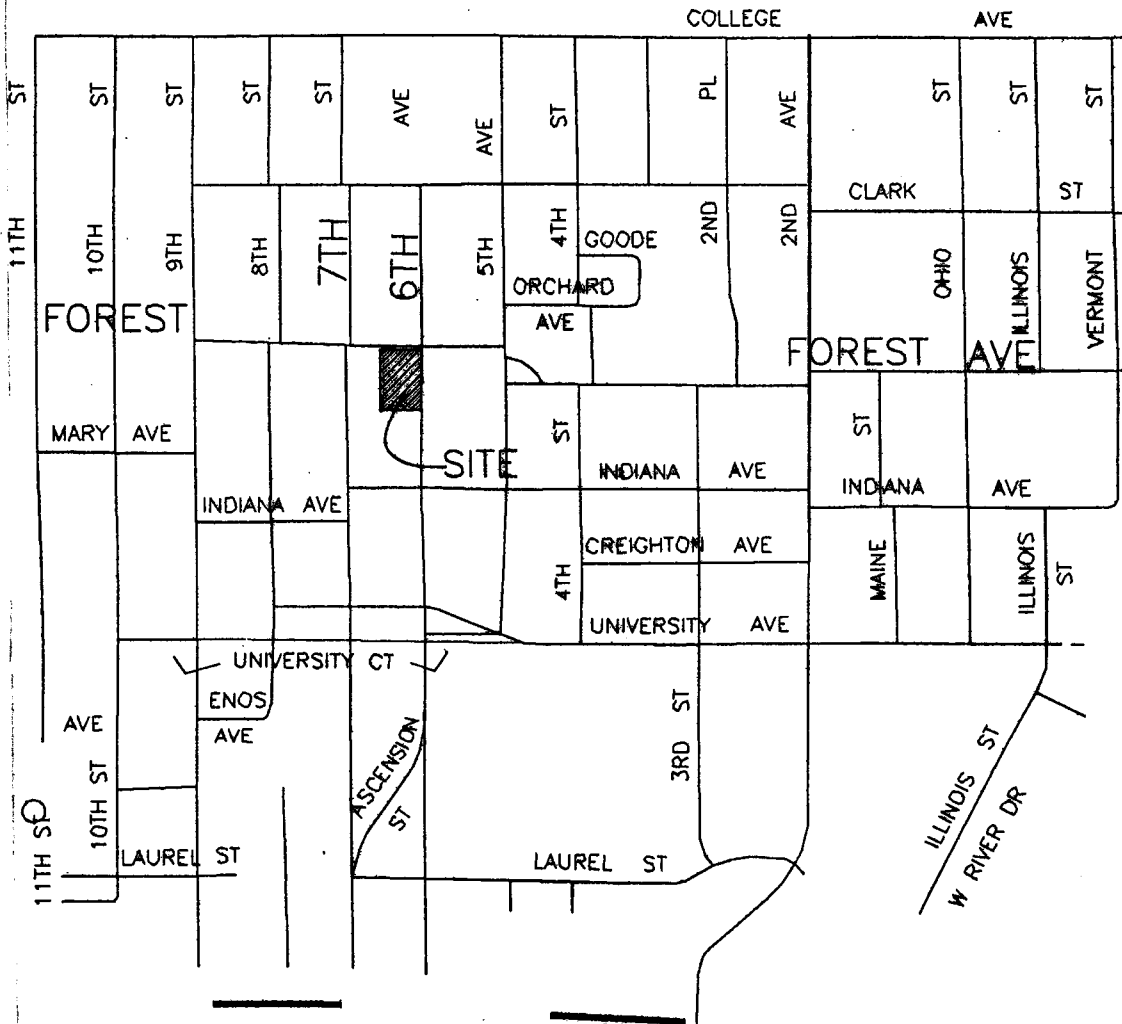 COLLEGE AVE
11TH ST
10TH ST
9TH ST
8TH ST
7TH ST
6TH AVE
5TH AVE
4TH ST
2ND PL
2ND AVE
OHIO ST
ILLINOIS ST
VERMONT ST
CLARK ST
GOODE
ORCHARD
AVE
FOREST
FOREST AVE
MARY AVE
SITE
ST
INDIANA AVE
ST
INDIANA AVE
INDIANA AVE
CREIGHTON AVE
4TH
MAINE
ILLINOIS
ST
UNIVERSITY AVE
UNIVERSITY CT
ENOS
AVE
AVE
ASCENSION
ST
3RD ST
10TH ST
11TH ST
ILLINOIS ST
W RIVER DR
LAUREL ST
LAUREL ST